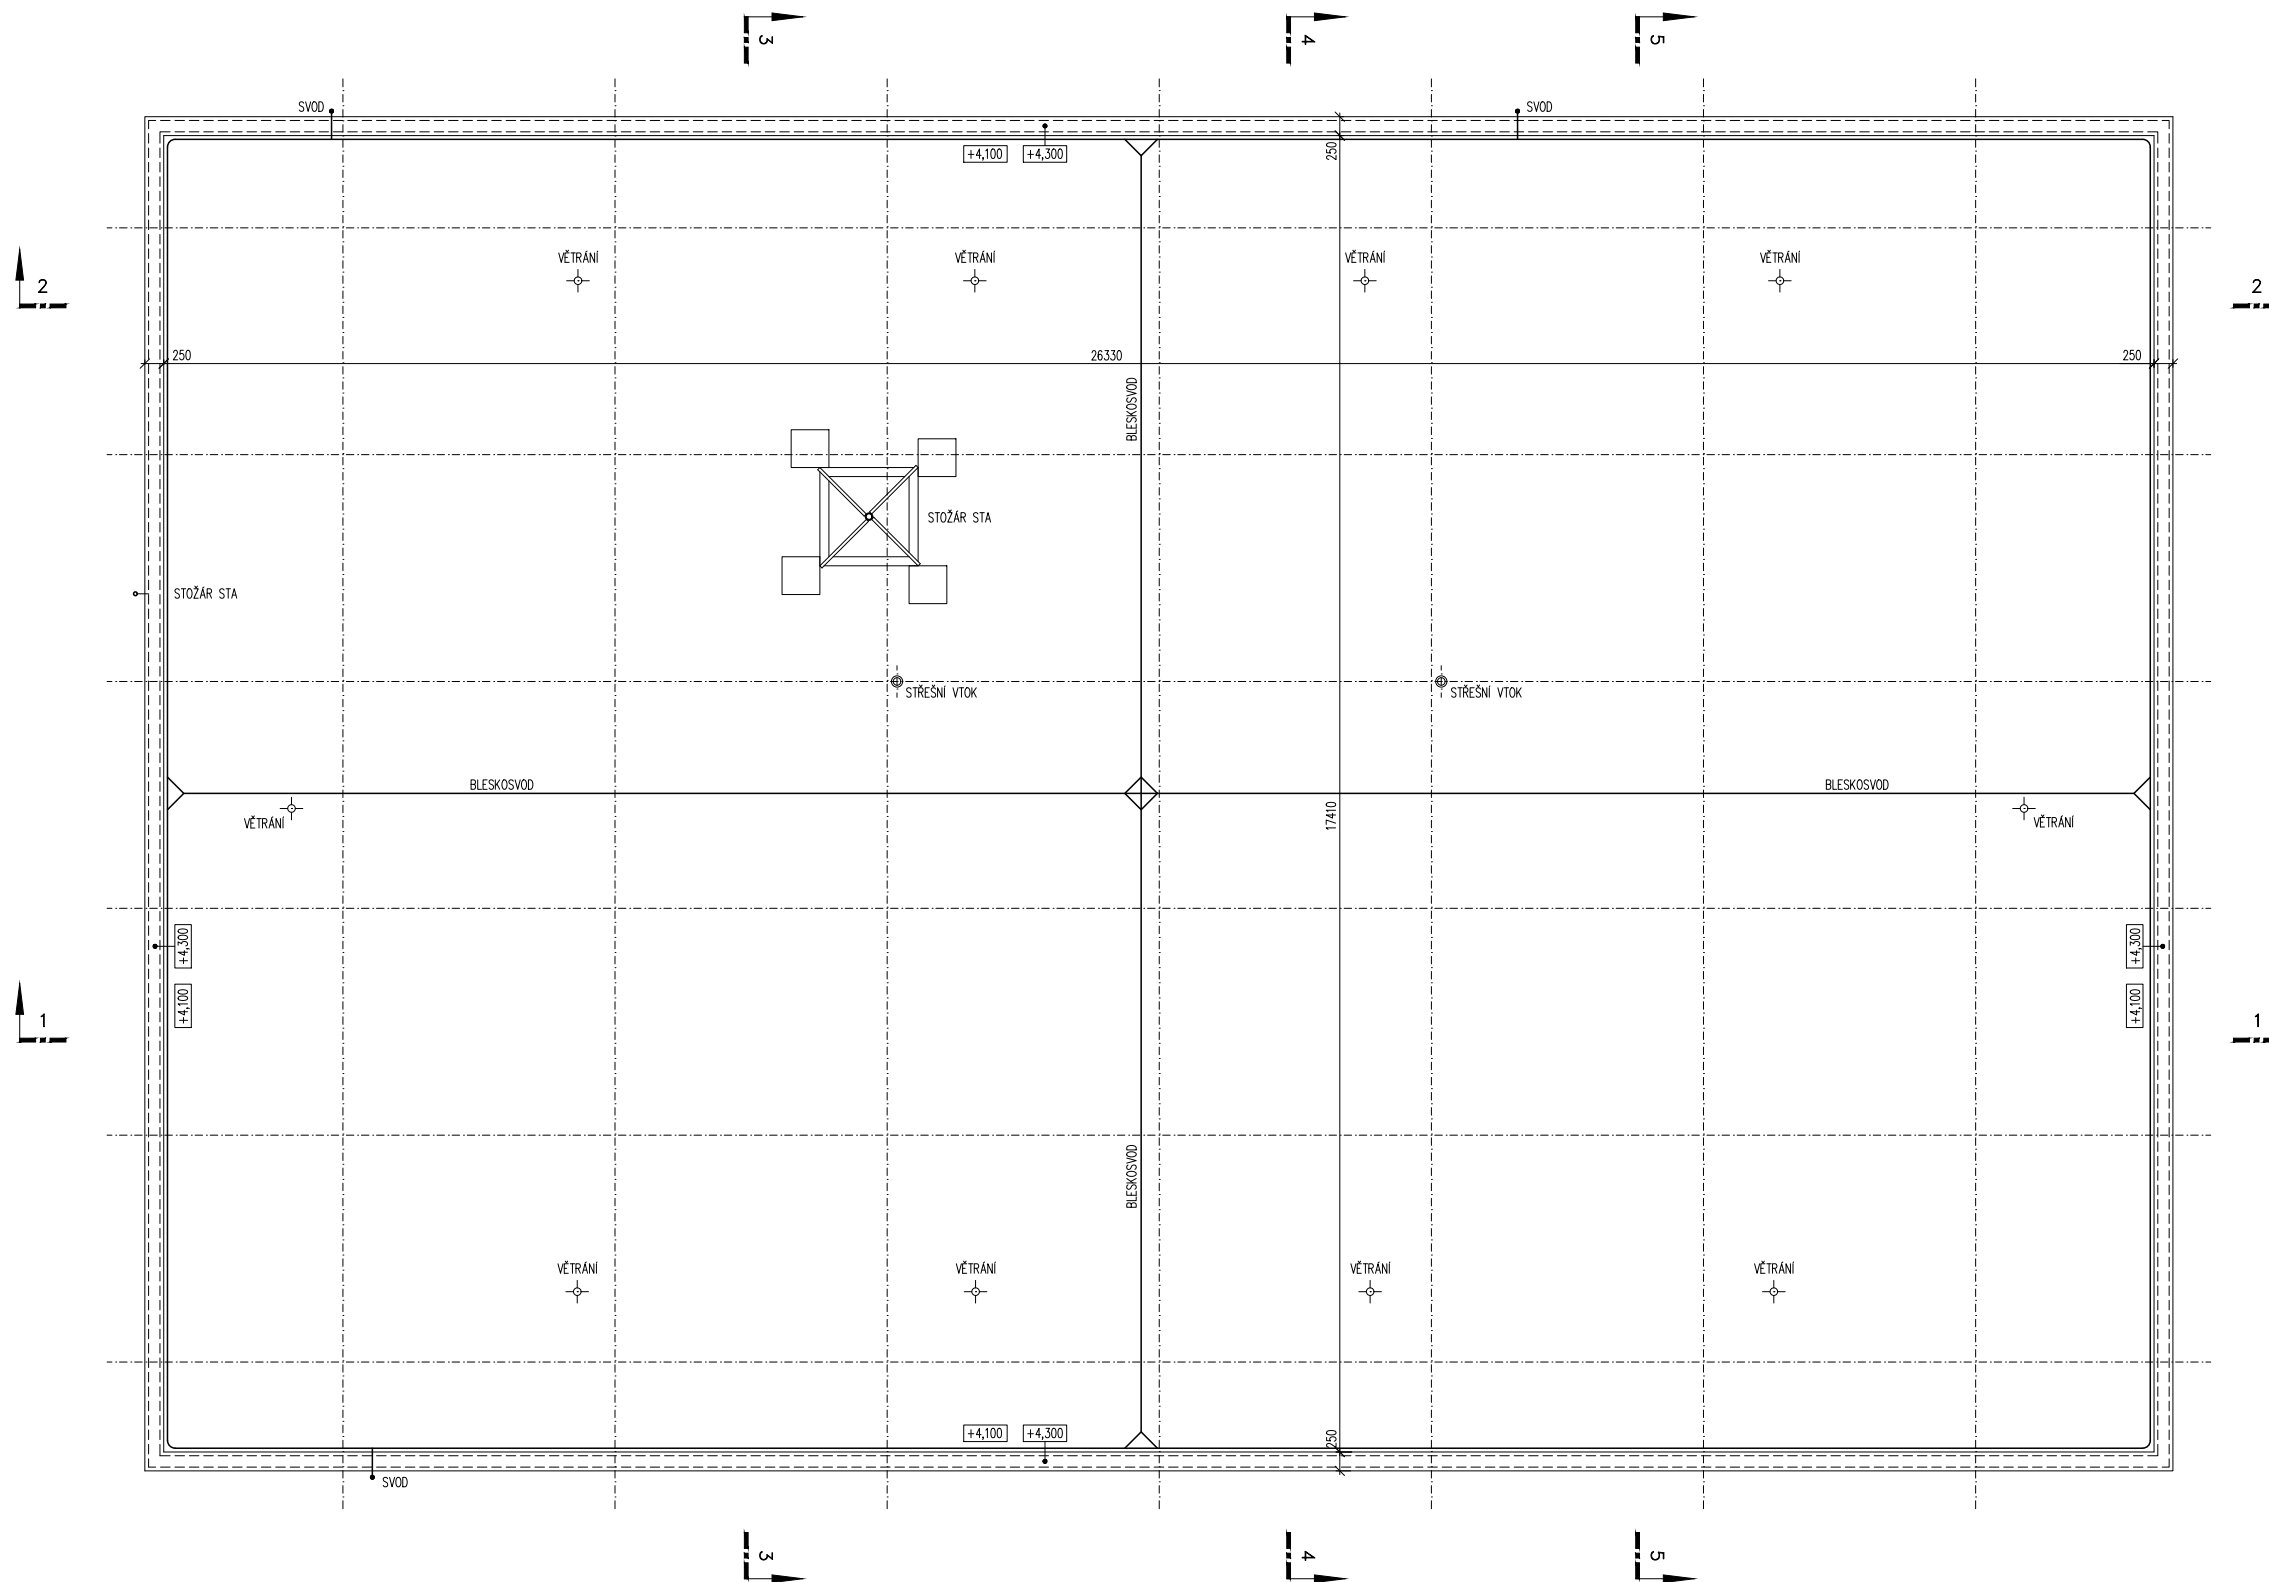 3 4 5
SVOD SVOD
+4,100 +4,300 250
VĚTRÁNÍ VĚTRÁNÍ VĚTRÁNÍ VĚTRÁNÍ
2 2
250 26330 250
BLESKOSVOD
STOŽÁR STA
STOŽÁR STA
STŘEŠNÍ VTOK STŘEŠNÍ VTOK
BLESKOSVOD BLESKOSVOD
17410
VĚTRÁNÍ VĚTRÁNÍ
+4,300 +4,300
+4,100 +4,100
1 1
BLESKOSVOD
VĚTRÁNÍ VĚTRÁNÍ VĚTRÁNÍ VĚTRÁNÍ
+4,100 +4,300 250
SVOD
3 4 5